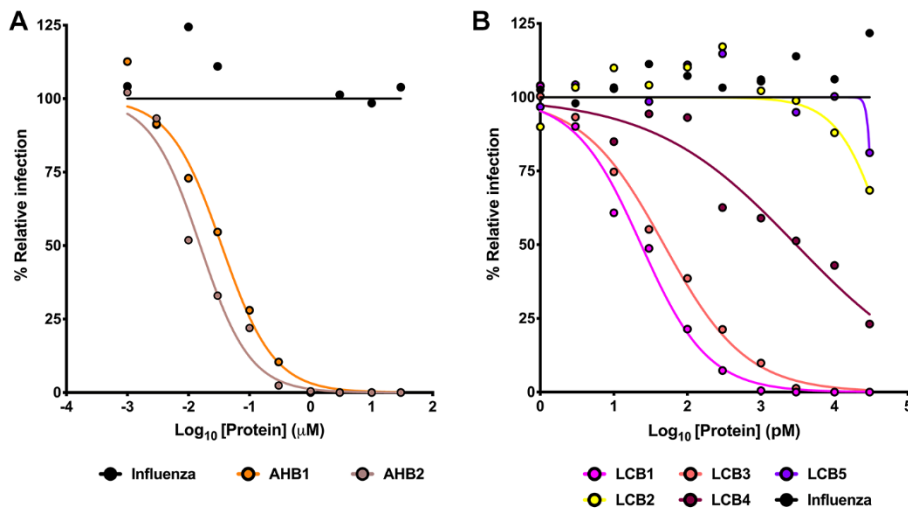 A
% Relative infection
125
100
75
50
25
0
-4
-3
-2
-1
0
1
2
Log10 [Protein] (μM)
Influenza
AHB1
AHB2
B
% Relative infection
125
100
75
50
25
0
0
1
2
3
4
5
Log10 [Protein] (pM)
LCB1
LCB3
LCB5
LCB2
LCB4
Influenza